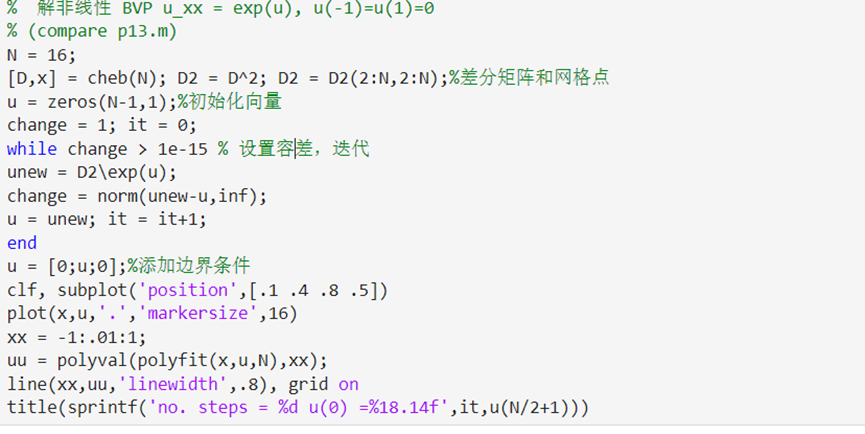 %  解非线性 BVP u_xx = exp(u), u(-1)=u(1)=0
% (compare p13.m)
N = 16;
[D,x] = cheb(N); D2 = D^2; D2 = D2(2:N,2:N);%差分矩阵和网格点
u = zeros(N-1,1);%初始化向量
change = 1; it = 0;
while change > 1e-15 % 设置容差，迭代
unew = D2\exp(u);
change = norm(unew-u,inf);
u = unew; it = it+1;
end
u = [0;u;0];%添加边界条件
clf, subplot('position',[.1 .4 .8 .5])
plot(x,u,'.','markersize',16)
xx = -1:.01:1;
uu = polyval(polyfit(x,u,N),xx);
line(xx,uu,'linewidth',.8), grid on
title(sprintf('no. steps = %d u(0) =%18.14f',it,u(N/2+1)))